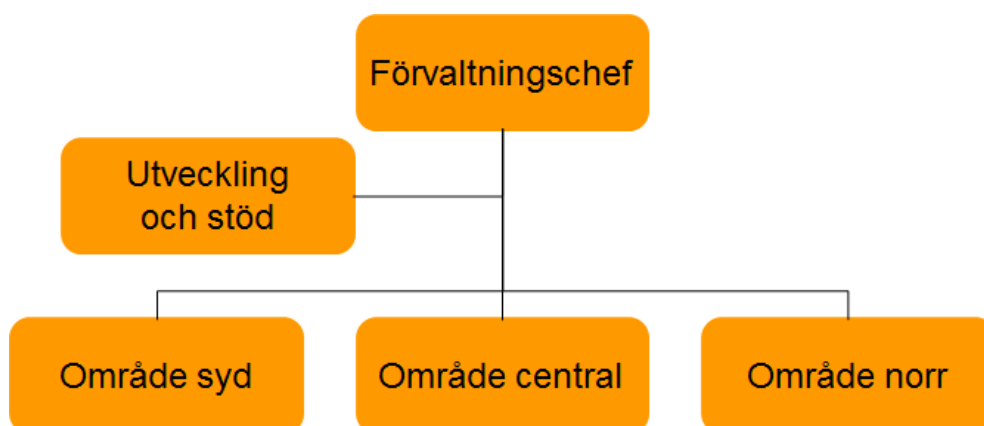 Förvaltningschef
Utveckling
och stöd
Område syd
Område central
Område norr